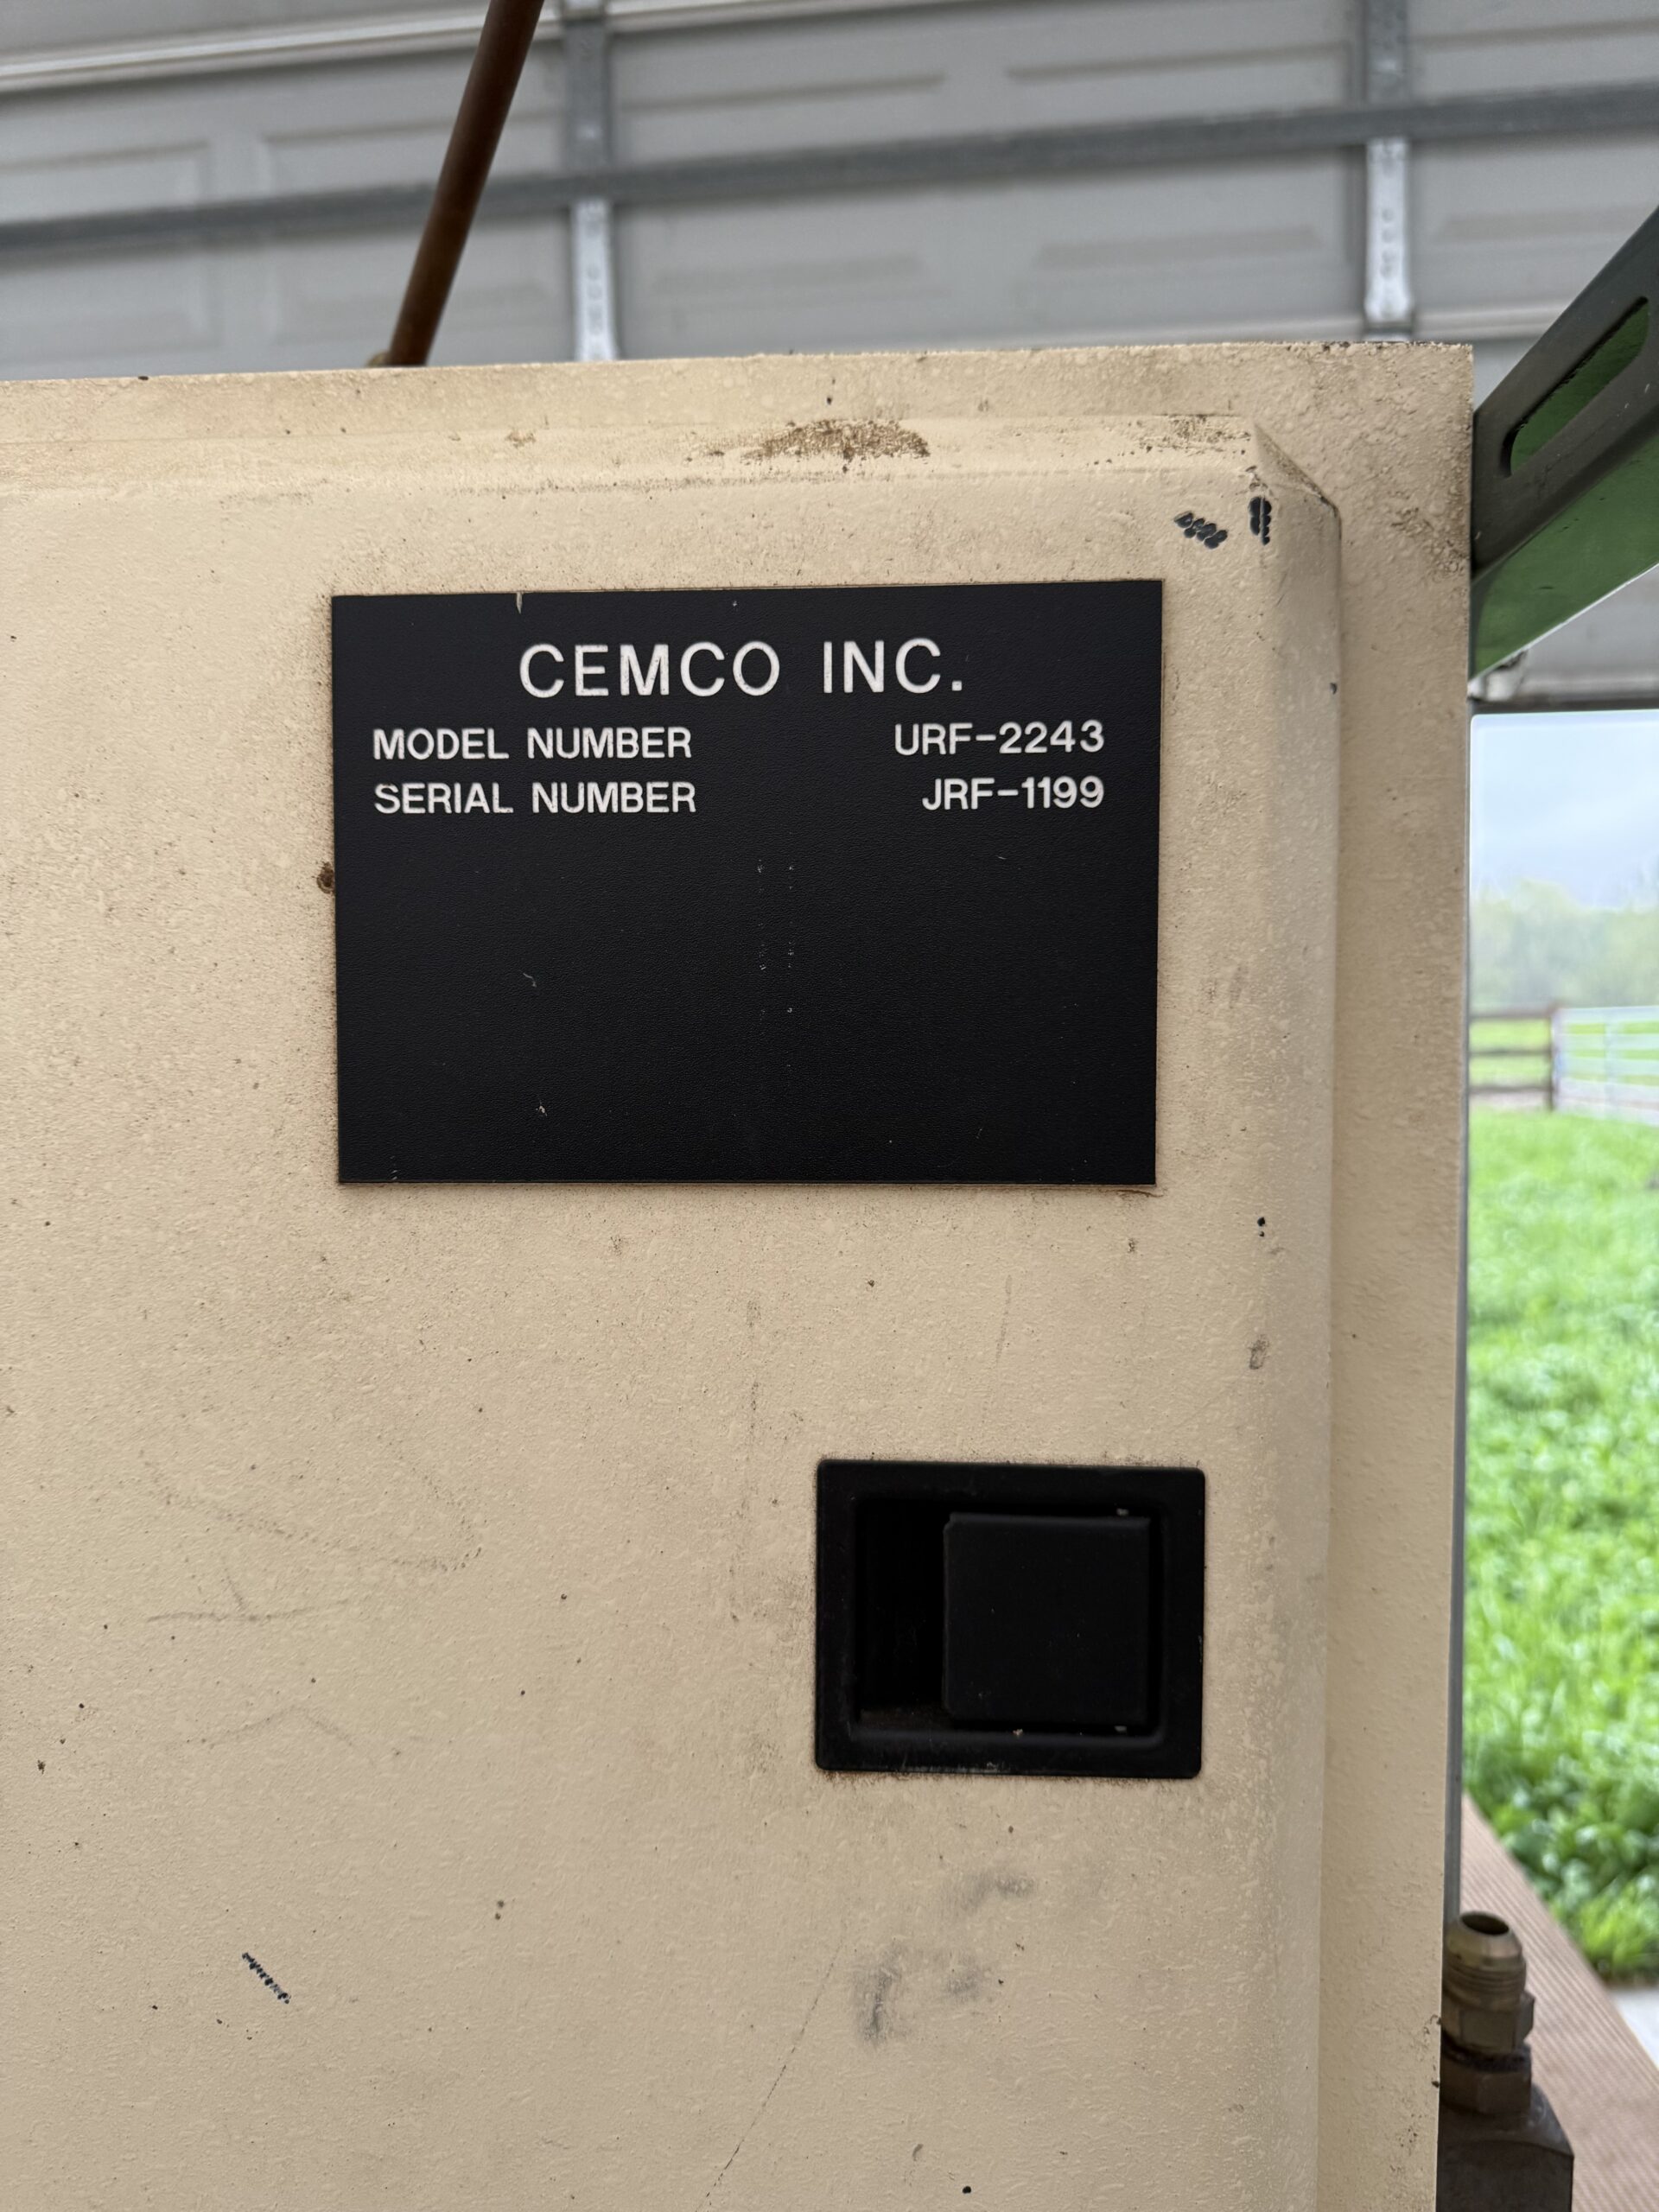 CEMCO INC.
MODEL NUMBER URF-2243
SERIAL NUMBER JRF-1199